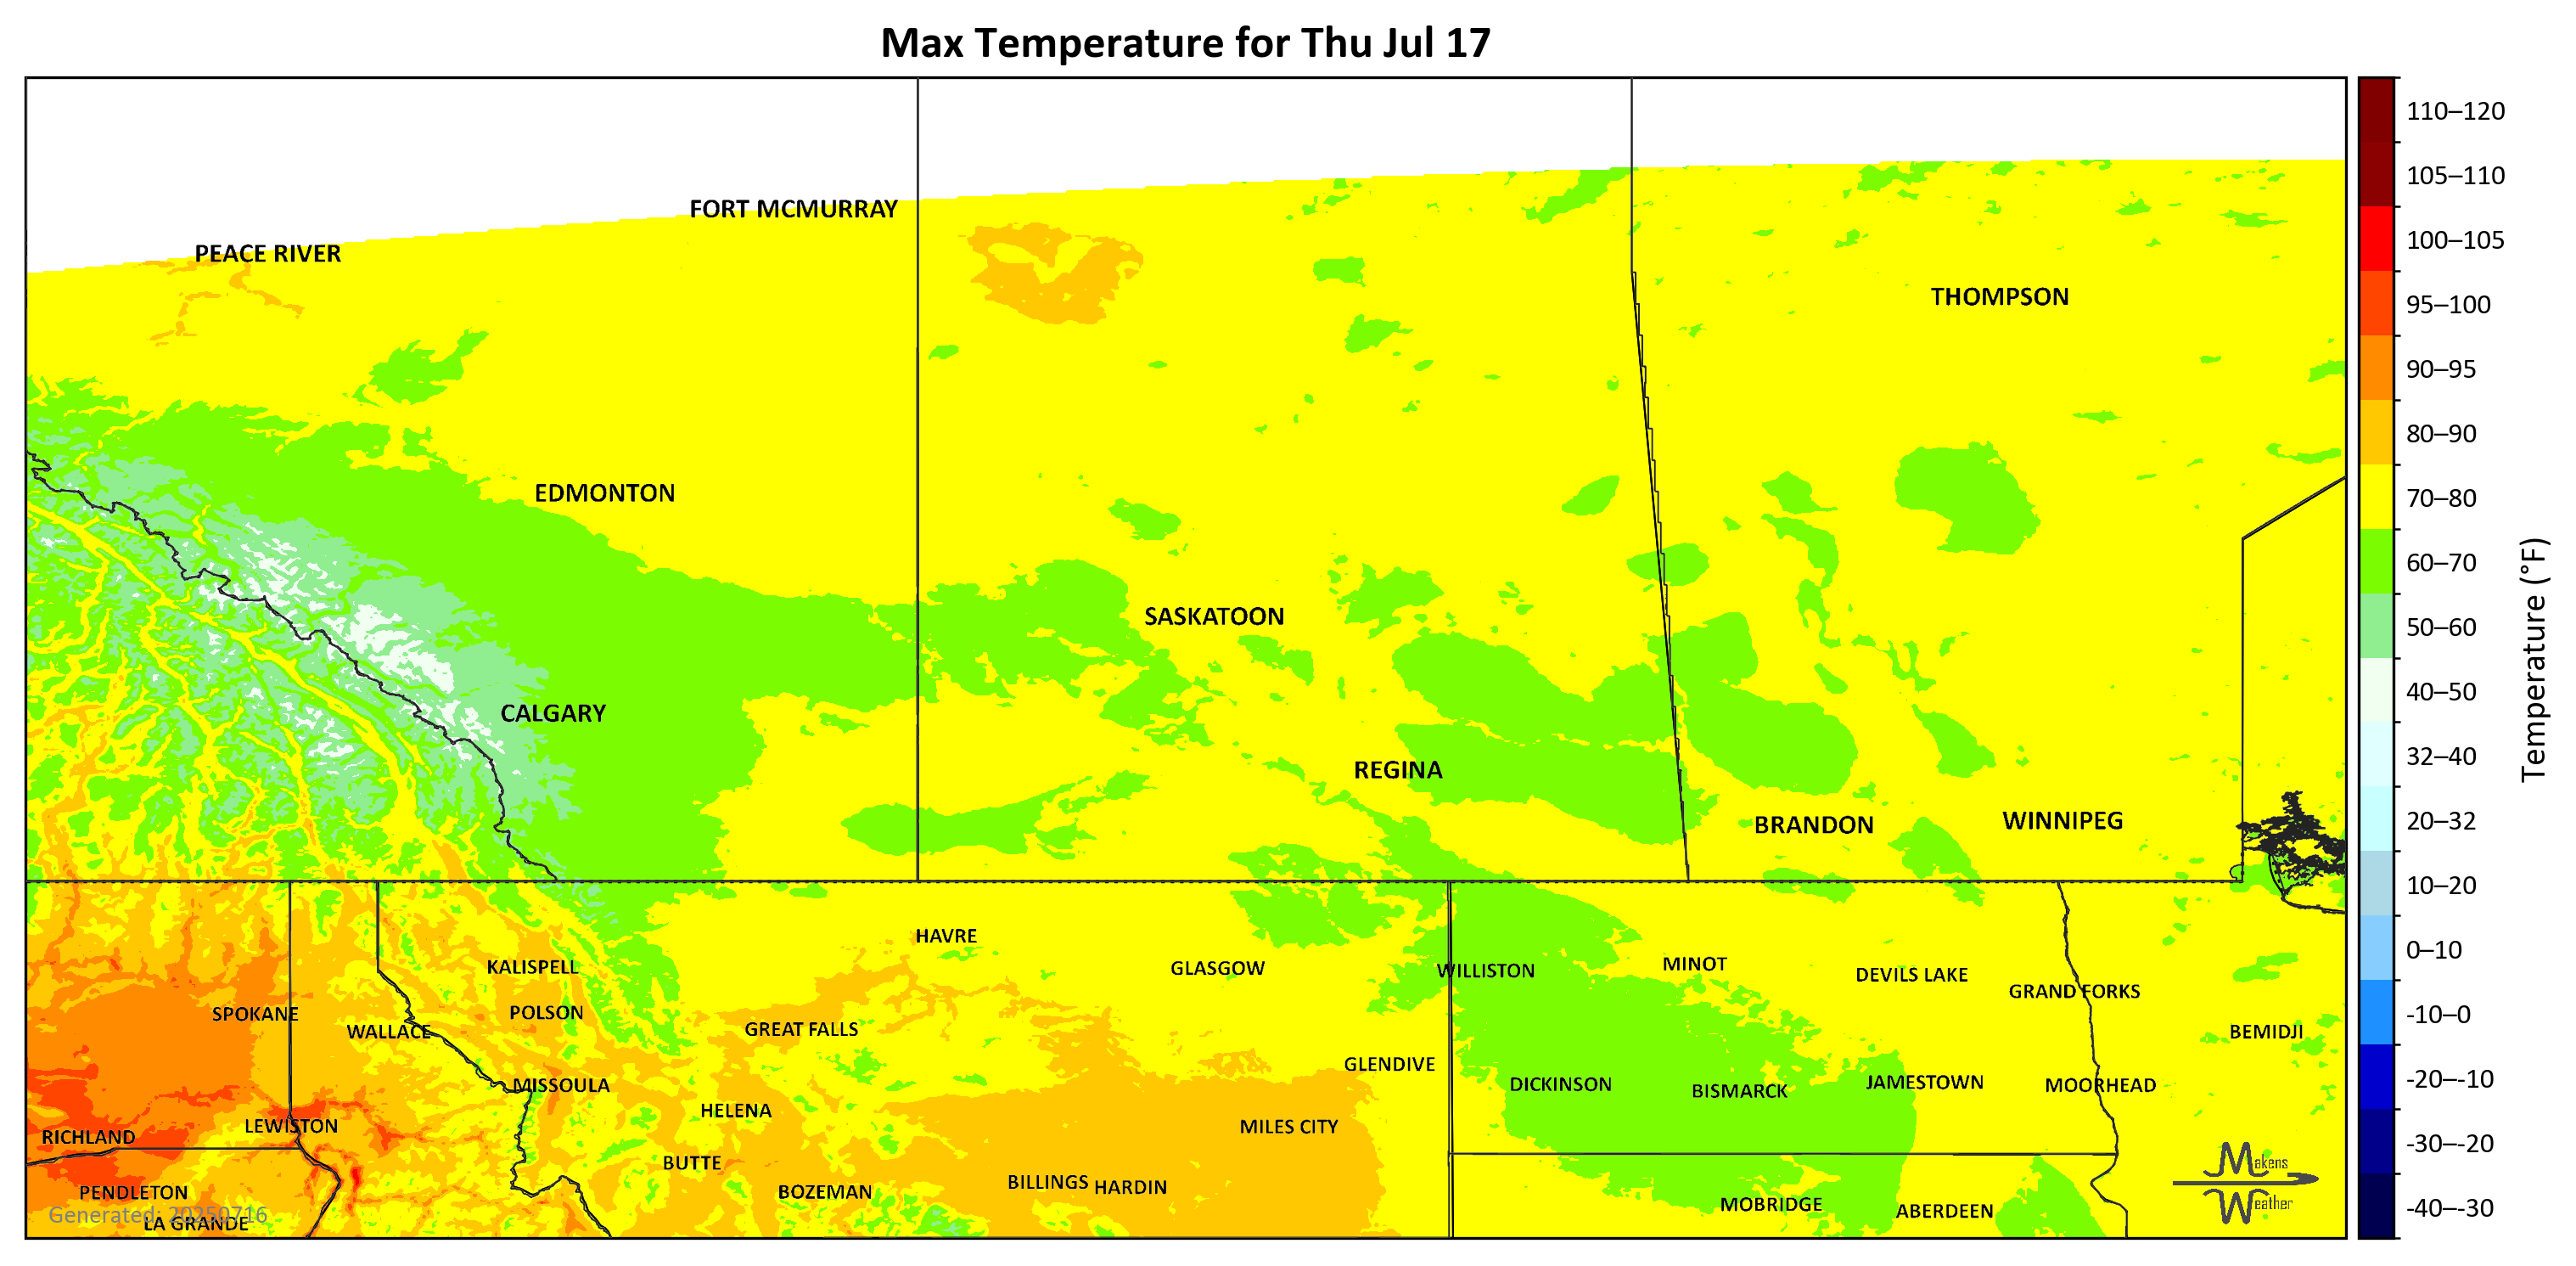 Max Temperature for Thu Jul 17
FORT MCMURRAY
PEACE RIVER
THOMPSON
EDMONTON
SASKATOON
CALGARY
REGINA
BRANDON
WINNIPEG
HAVRE
KALISPELL
GLASGOW
WILLISTON
MINOT
DEVILS LAKE
GRAND FORKS
SPOKANE
POLSON
WALLACE
GREAT FALLS
BEMIDJI
GLENDIVE
MISSOULA
DICKINSON
BISMARCK
JAMESTOWN
MOORHEAD
HELENA
LEWISTON
MILES CITY
RICHLAND
BUTTE
BILLINGS
HARDIN
PENDLETON
BOZEMAN
MOBRIDGE
ABERDEEN
LA GRANDE
Generated: 20250716
Makens
Weather
110–120
105–110
100–105
95–100
90–95
80–90
70–80
60–70
50–60
40–50
32–40
20–32
10–20
0–10
-10–0
-20–-10
-30–-20
-40–-30
Temperature (°F)